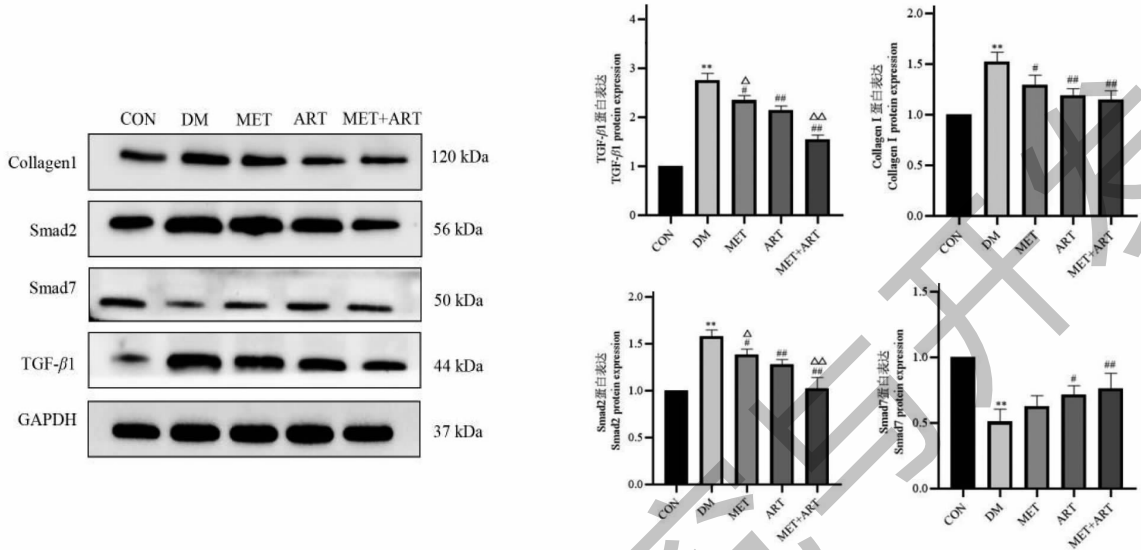 CON DM MET ART MET+ART
Collagen1 120 kDa
Smad2 56 kDa
Smad7 50 kDa
TGF-β1 44 kDa
GAPDH 37 kDa
TGF-β1蛋白表达
TGF-β1 protein expression
4
3
2
1
0
**
△
#
##
△△
##
CON DM MET ART MET+ART
Collagen I 蛋白表达
Collagen I protein expression
2.0
1.5
1.0
0.5
0.0
**
#
##
##
CON DM MET ART MET+ART
Smad2蛋白表达
Smad2 protein expression
2.0
1.5
1.0
0.5
0.0
**
△
#
##
△△
##
CON DM MET ART MET+ART
Smad7蛋白表达
Smad7 protein expression
1.5
1.0
0.5
0.0
**
#
##
CON DM MET ART MET+ART